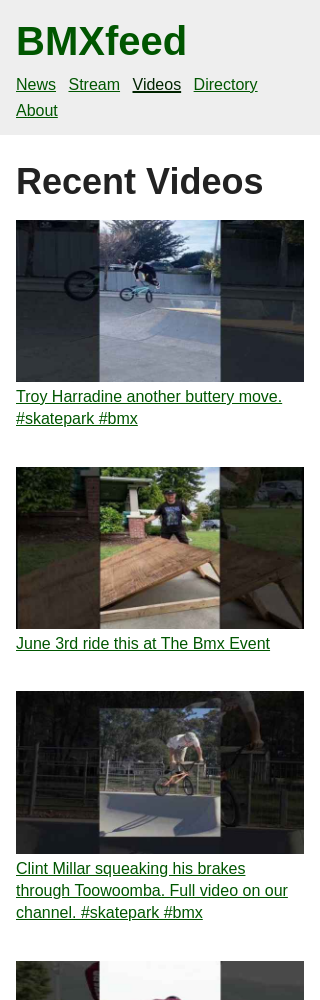 BMXfeed
News Stream Videos Directory
About
Recent Videos
Troy Harradine another buttery move.
#skatepark #bmx
June 3rd ride this at The Bmx Event
Clint Millar squeaking his brakes
through Toowoomba. Full video on our
channel. #skatepark #bmx